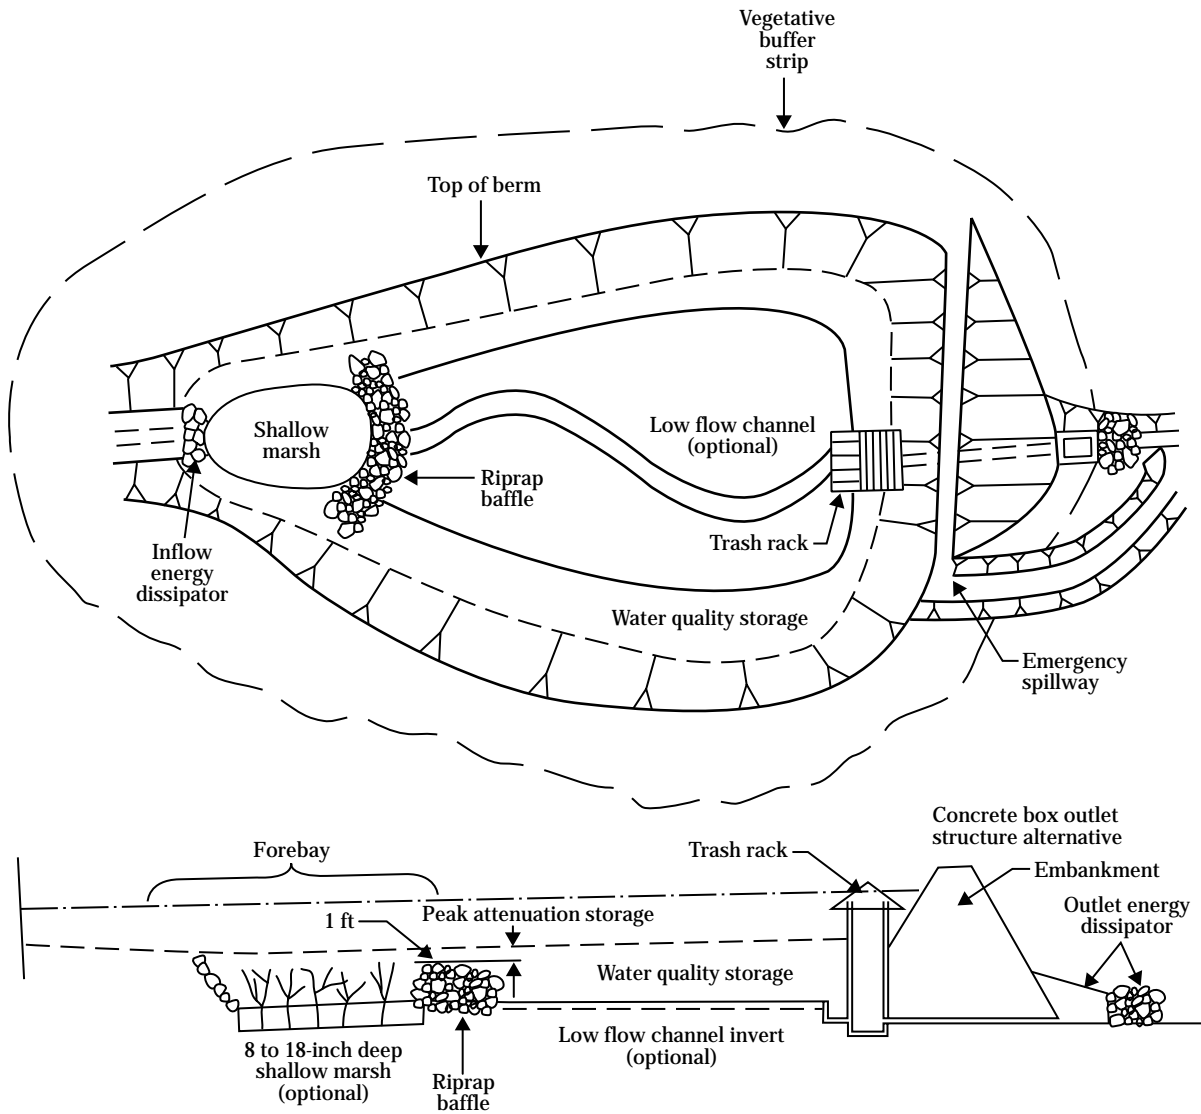 Vegetative
buffer
strip
Top of berm
Shallow
marsh
Low flow channel
(optional)
Riprap
baffle
Trash rack
Inflow
energy
dissipator
Water quality storage
Emergency
spillway
Concrete box outlet
structure alternative
Forebay
Trash rack
Embankment
1 ft
Peak attenuation storage
Outlet energy
dissipator
Water quality storage
Low flow channel invert
(optional)
8 to 18-inch deep
shallow marsh
(optional)
Riprap
baffle